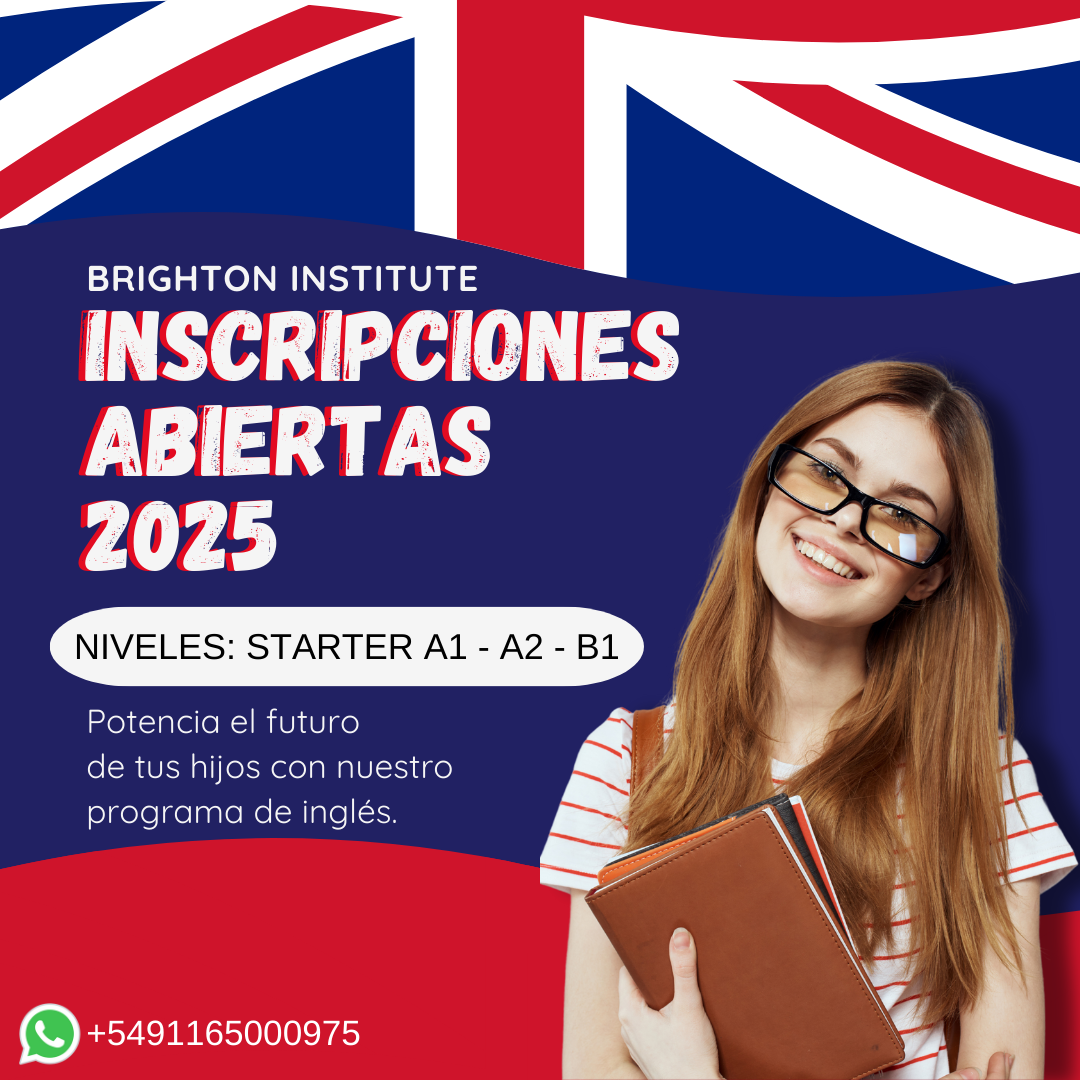 BRIGHTON INSTITUTE
INSCRIPCIONES
ABIERTAS
2025
NIVELES: STARTER A1 - A2 - B1
Potencia el futuro
de tus hijos con nuestro
programa de inglés.
+5491165000975